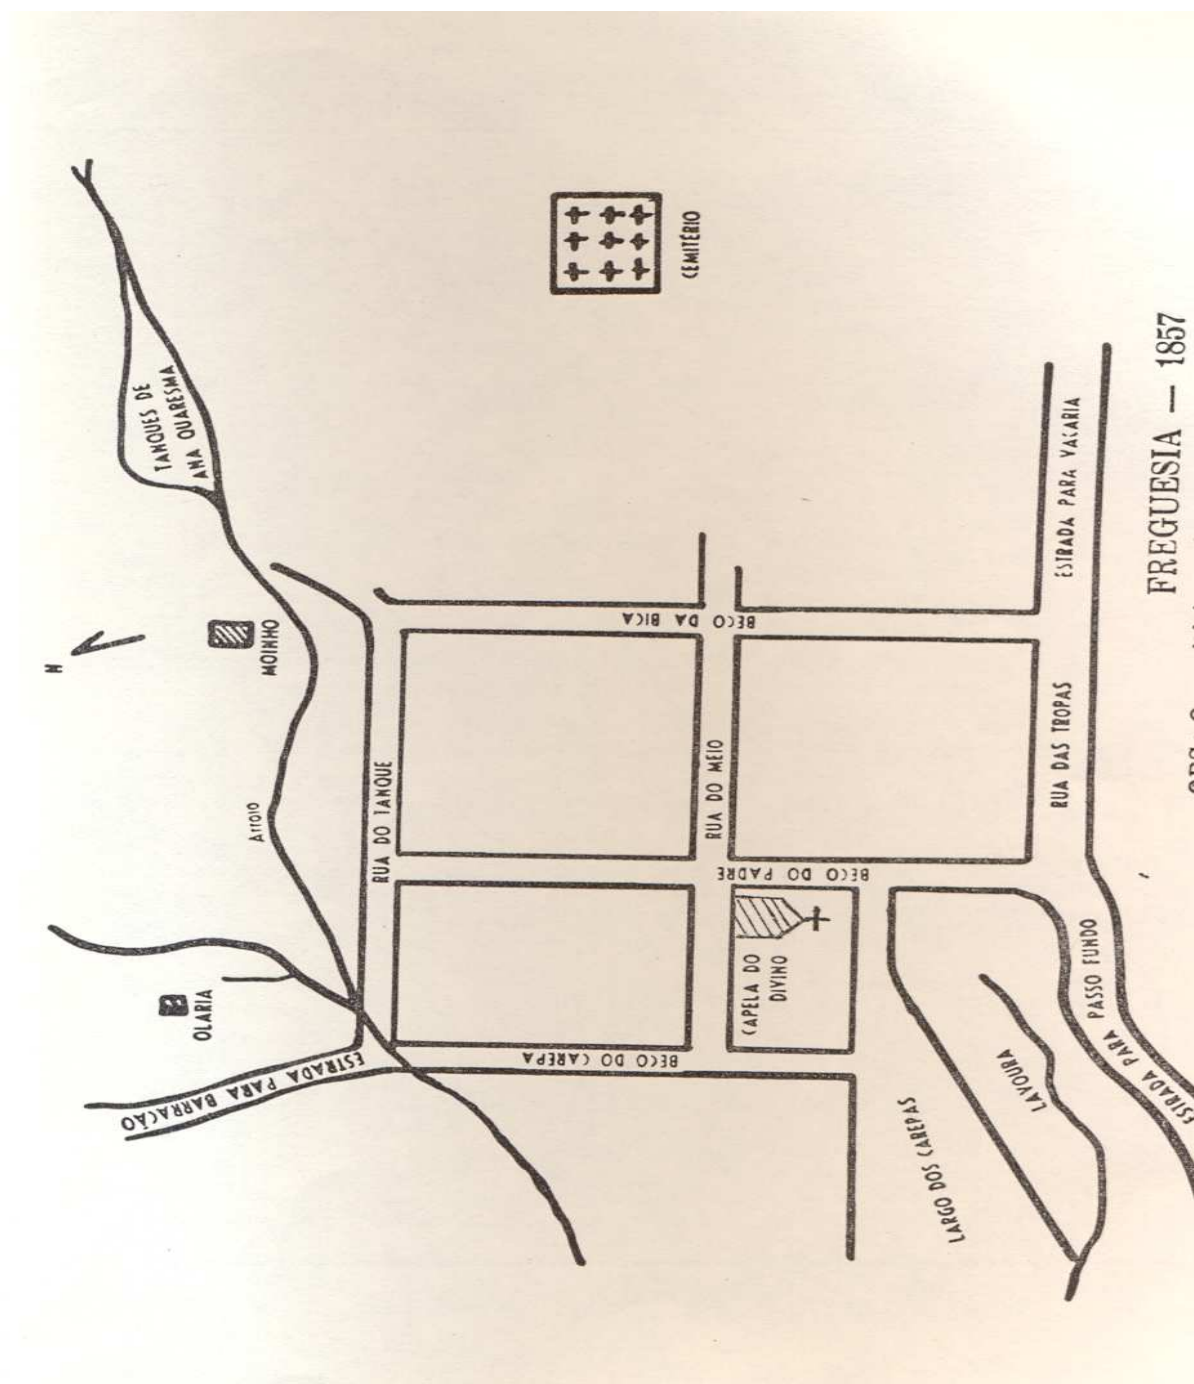 N
ESTRADA PARA BARRACÃO
OLARIA
TANQUES DE
ANA QUARESMA
Arroio
MOINHO
RUA DO TANQUE
BECO DO CAREPA
BECO DA BICA
CEMITÉRIO
RUA DO MEIO
CAPELA DO
DIVINO
BECO DO PADRE
LARGO DOS CAREPAS
LAVOURA
RUA DAS TROPAS
ESTRADA PARA VACARIA
ESTRADA PARA PASSO FUNDO
FREGUESIA — 1857